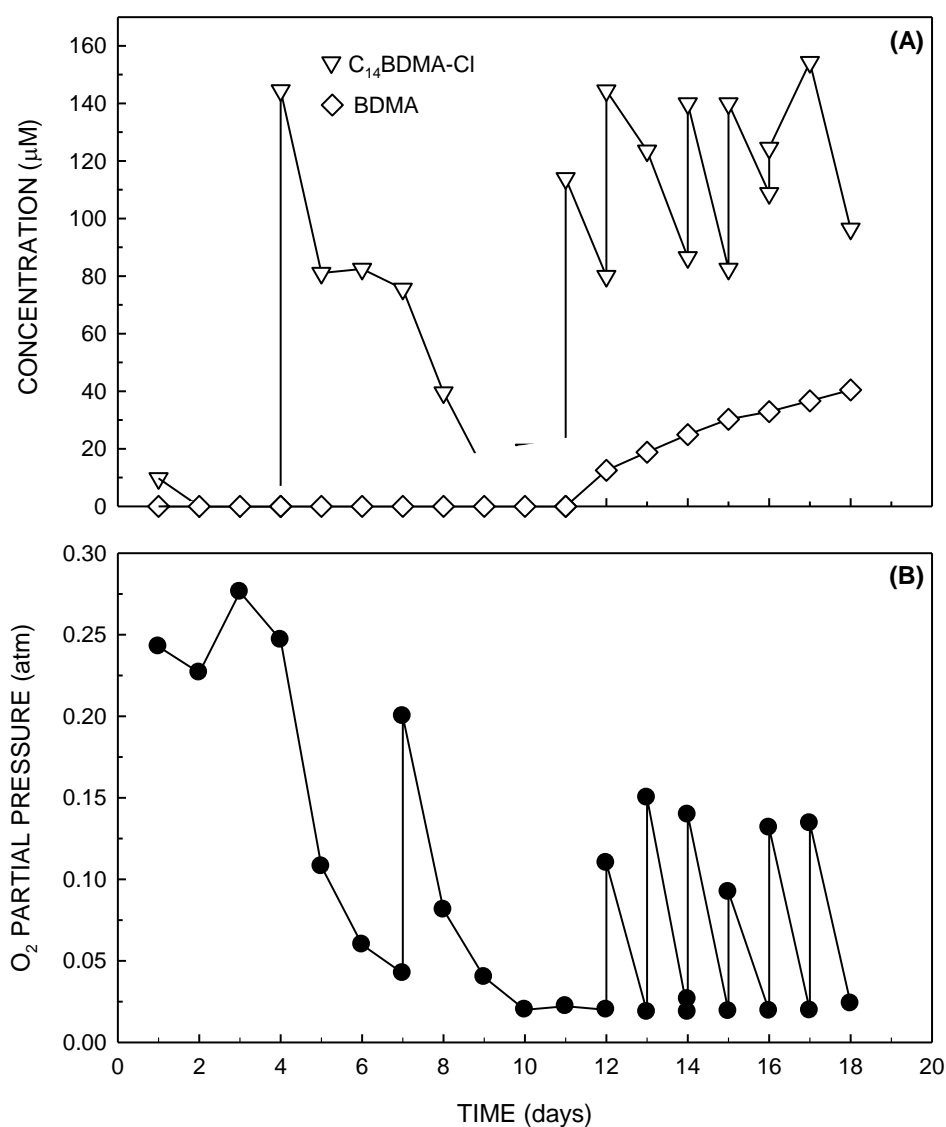 (A)
C₁₄BDMA-Cl
BDMA
CONCENTRATION (μM)
160
140
120
100
80
60
40
20
0
(B)
O₂ PARTIAL PRESSURE (atm)
0.30
0.25
0.20
0.15
0.10
0.05
0.00
0 2 4 6 8 10 12 14 16 18 20
TIME (days)